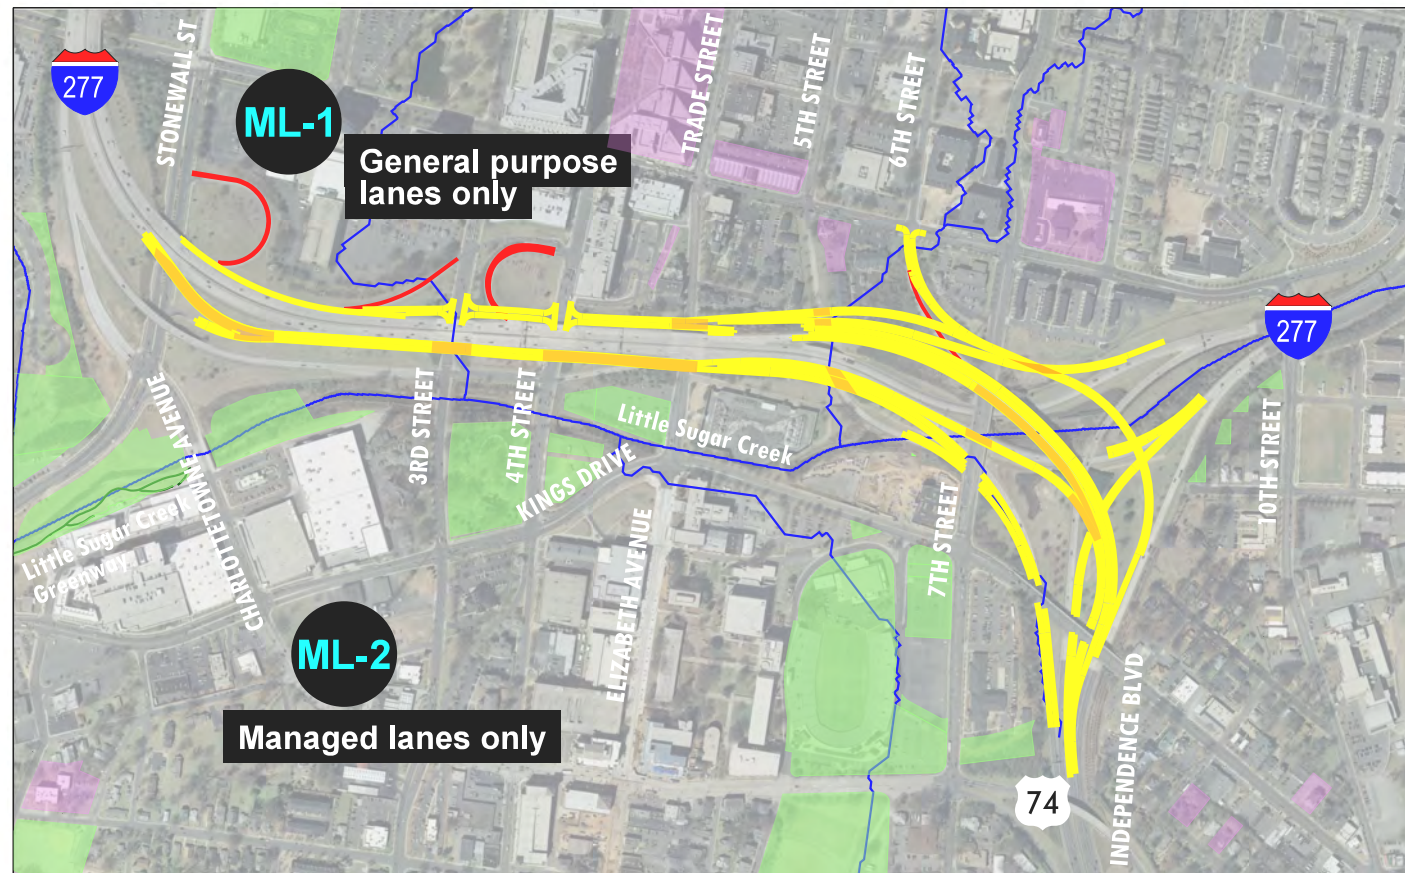 277
STONEWALL ST
ML-1
General purpose
lanes only
TRADE STREET
5TH STREET
6TH STREET
277
3RD STREET
4TH STREET
Little Sugar Creek
KINGS DRIVE
CHARLOTTETOWNE AVENUE
Little Sugar Creek
Greenway
ELIZABETH AVENUE
7TH STREET
10TH STREET
ML-2
Managed lanes only
74
INDEPENDENCE BLVD